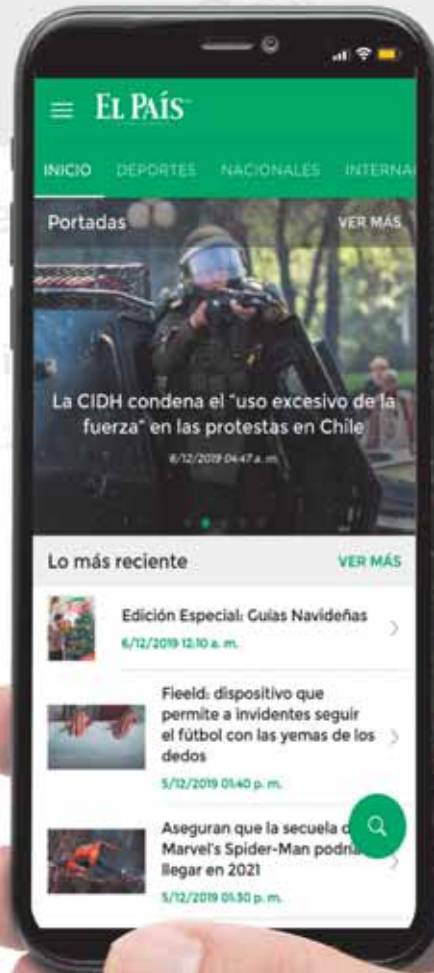 EL PAÍS
INICIO DEPORTES NACIONALES INTERNA
Portadas VER MÁS
La CIDH condena el "uso excesivo de la
fuerza" en las protestas en Chile
6/12/2019 04:47 a. m.
Lo más reciente VER MÁS
Edición Especial: Guías Navideñas
6/12/2019 12:10 a. m.
Fieeld: dispositivo que
permite a invidentes seguir
el fútbol con las yemas de los
dedos
5/12/2019 01:40 p. m.
Aseguran que la secuela
Marvel's Spider-Man podría
llegar en 2021
5/12/2019 01:30 p. m.